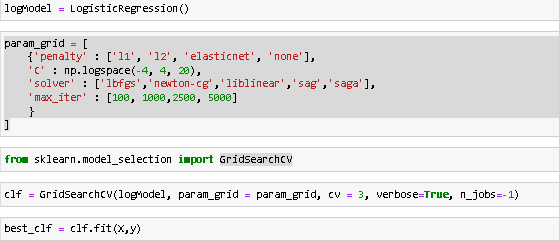 logModel = LogisticRegression()
param_grid = [
{'penalty' : ['l1', 'l2', 'elasticnet', 'none'],
'C' : np.logspace(-4, 4, 20),
'solver' : ['lbfgs','newton-cg','liblinear','sag','saga'],
'max_iter' : [100, 1000,2500, 5000]
}
]
from sklearn.model_selection import GridSearchCV
clf = GridSearchCV(logModel, param_grid = param_grid, cv = 3, verbose=True, n_jobs=-1)
best_clf = clf.fit(X,y)